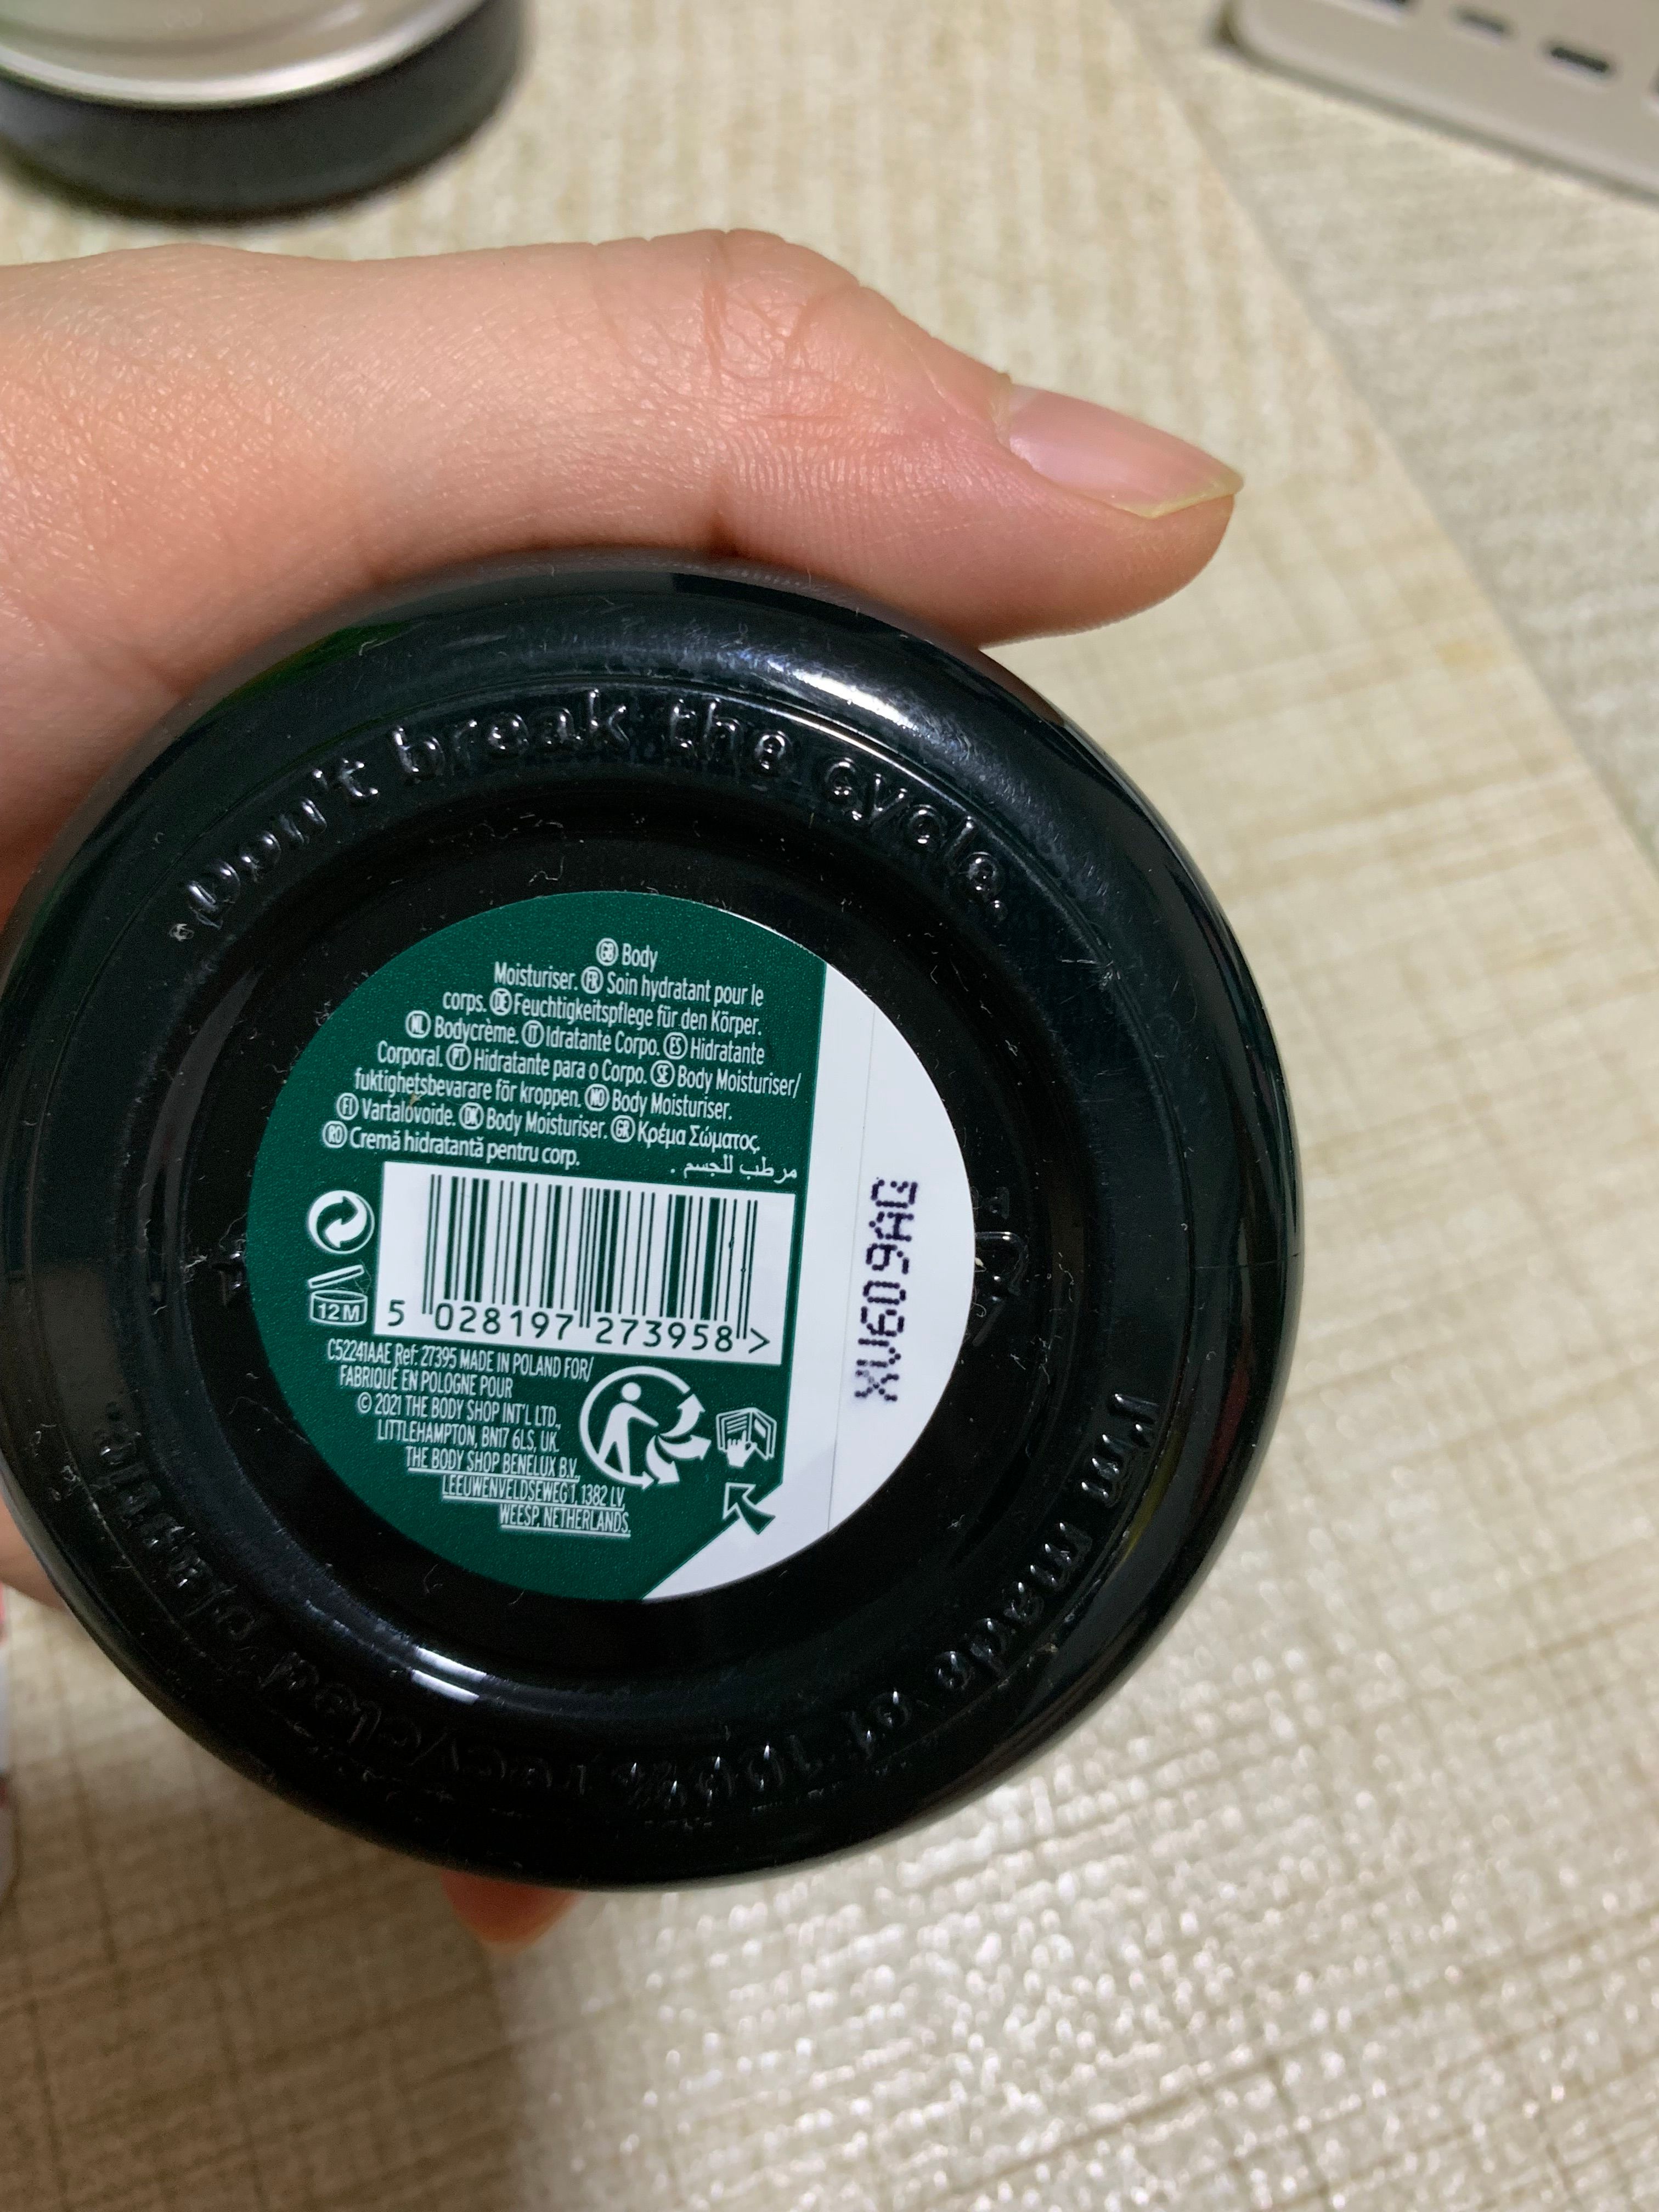 Don't break the cycle.
GB Body
Moisturiser. FR Soin hydratant pour le
corps. DE Feuchtigkeitspflege für den Körper.
NL Bodycrème. IT Idratante Corpo. ES Hidratante
Corporal. PT Hidratante para o Corpo. SE Body Moisturiser/
fuktighetsbevarare för kroppen. NO Body Moisturiser.
FI Vartalovoide. DK Body Moisturiser. GR Κρέμα Σώματος.
RO Cremă hidratantă pentru corp.
مرطب للجسم .
12M
5 028197 273958 >
C52241AAE Ref: 27395 MADE IN POLAND FOR/
FABRIQUÉ EN POLOGNE POUR
© 2021 THE BODY SHOP INT'L LTD.,
LITTLEHAMPTON, BN17 6LS, UK.
THE BODY SHOP BENELUX B.V.,
LEEUWENVELDSEWEG 1, 1382 LV,
WEESP, NETHERLANDS.
XV609AG
I'm made of 100% recycled plastic.